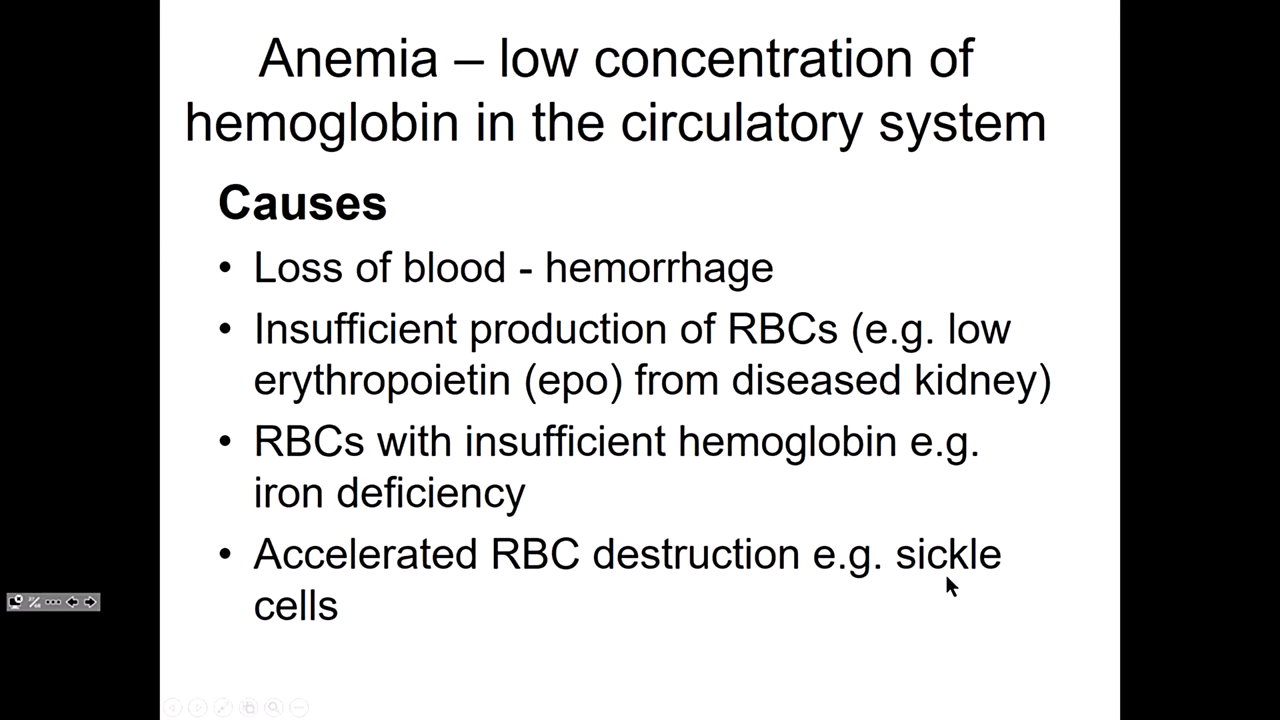 Anemia – low concentration of
hemoglobin in the circulatory system
Causes
• Loss of blood - hemorrhage
• Insufficient production of RBCs (e.g. low
erythropoietin (epo) from diseased kidney)
• RBCs with insufficient hemoglobin e.g.
iron deficiency
• Accelerated RBC destruction e.g. sickle
cells